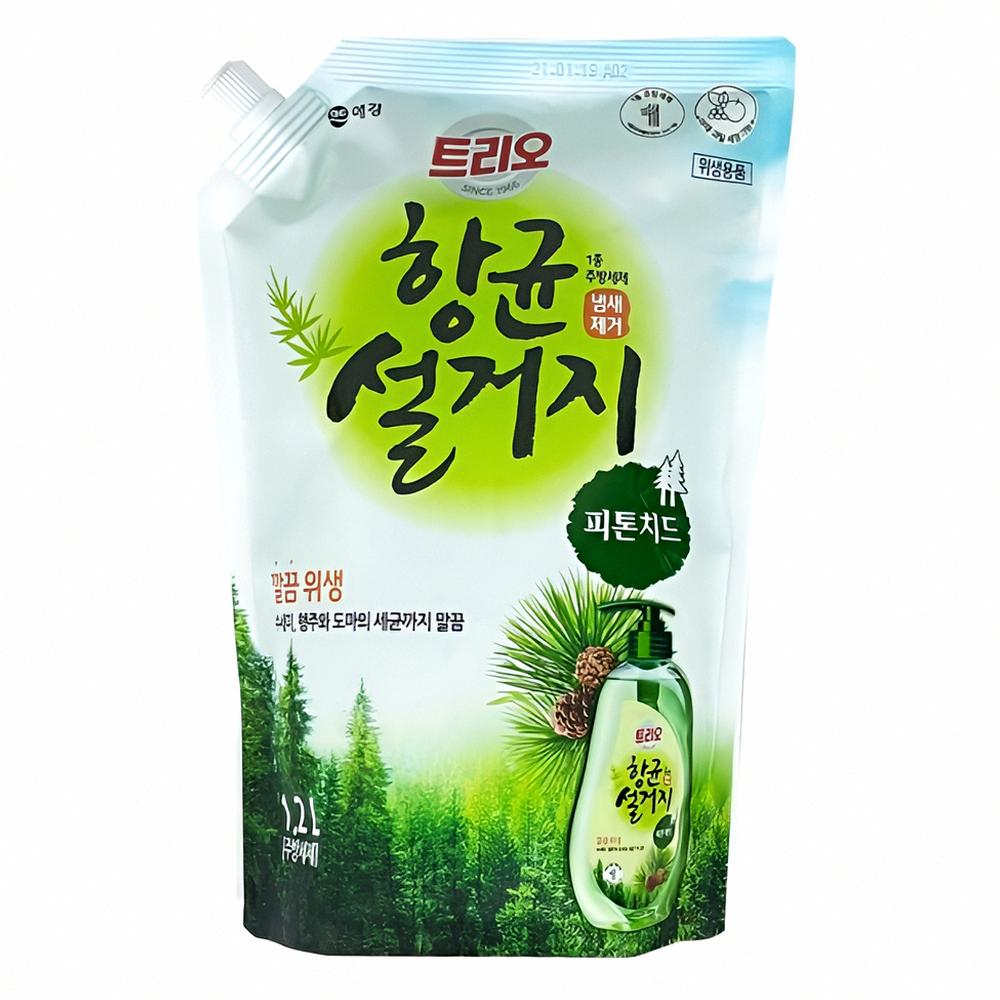 21.01.19 A02
애경
트리오
SINCE 1966
위생용품
항균
설거지
1종
주방세제
냄새
제거
피톤치드
깔끔 위생
수세미, 행주와 도마의 세균까지 말끔
트리오
항균
설거지
1.2L
주방세제